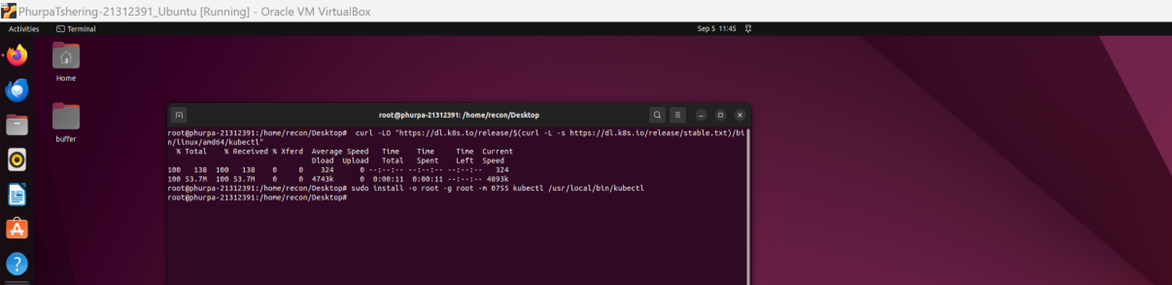 PhurpaTshering-21312391_Ubuntu [Running] - Oracle VM VirtualBox
Activities Terminal Sep 5 11:45
Home
buffer
root@phurpa-21312391: /home/recon/Desktop
root@phurpa-21312391:/home/recon/Desktop#  curl -LO "https://dl.k8s.io/release/$(curl -L -s https://dl.k8s.io/release/stable.txt)/bi
n/linux/amd64/kubectl"
  % Total    % Received % Xferd  Average Speed   Time    Time     Time  Current
                                 Dload  Upload   Total   Spent    Left  Speed
100   138  100   138    0     0    324      0 --:--:-- --:--:-- --:--:--   324
100 53.7M  100 53.7M    0     0  4743k      0  0:00:11  0:00:11 --:--:-- 4893k
root@phurpa-21312391:/home/recon/Desktop# sudo install -o root -g root -m 0755 kubectl /usr/local/bin/kubectl
root@phurpa-21312391:/home/recon/Desktop#